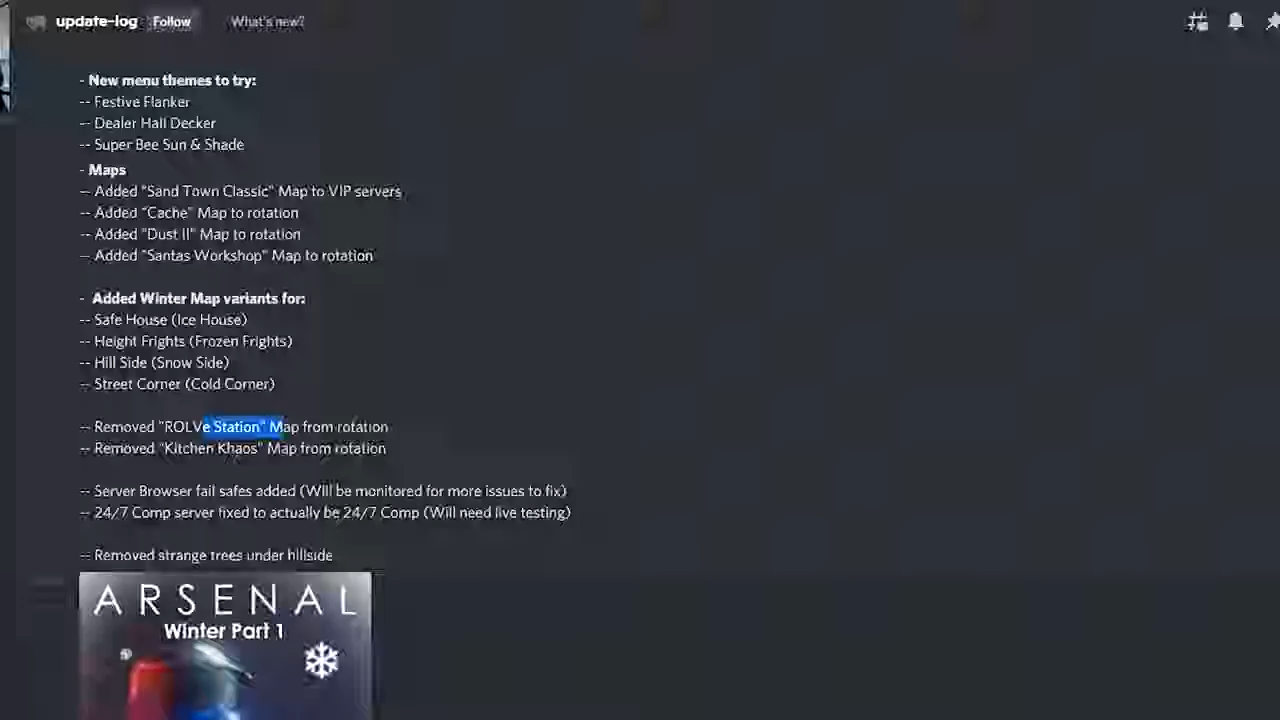 update-log Follow What's new?
- New menu themes to try:
-- Festive Flanker
-- Dealer Hall Decker
-- Super Bee Sun & Shade
- Maps
-- Added "Sand Town Classic" Map to VIP servers
-- Added "Cache" Map to rotation
-- Added "Dust II" Map to rotation
-- Added "Santas Workshop" Map to rotation
- Added Winter Map variants for:
-- Safe House (Ice House)
-- Height Frights (Frozen Frights)
-- Hill Side (Snow Side)
-- Street Corner (Cold Corner)
-- Removed "ROLVe Station" Map from rotation
-- Removed "Kitchen Khaos" Map from rotation
-- Server Browser fail safes added (Will be monitored for more issues to fix)
-- 24/7 Comp server fixed to actually be 24/7 Comp (Will need live testing)
-- Removed strange trees under hillside
ARSENAL
Winter Part 1